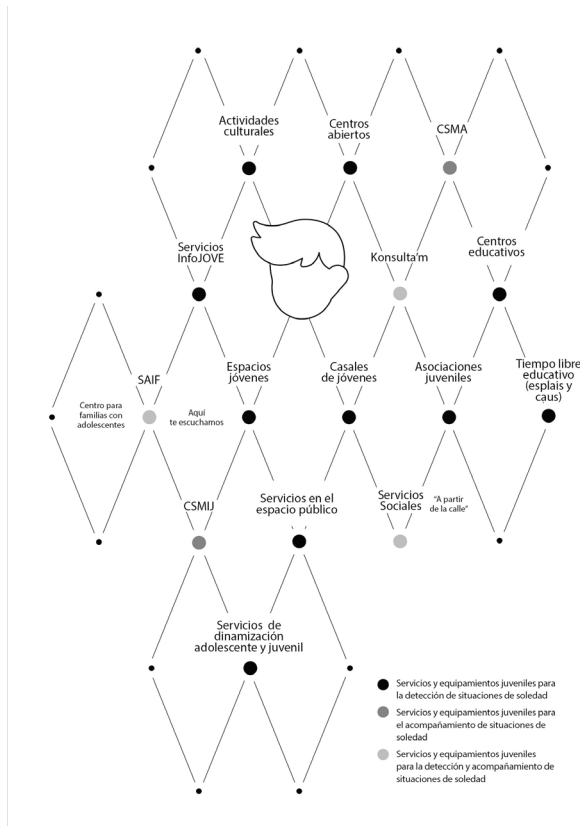 Actividades
culturales
Centros
abiertos
CSMA
Servicios
InfoJOVE
Konsulta'm
Centros
educativos
SAIF
Espacios
jóvenes
Casales
de jóvenes
Asociaciones
juveniles
Tiempo libre
educativo
(esplais y
caus)
Centro para
familias con
adolescentes
Aquí
te escuchamos
CSMIJ
Servicios en el
espacio público
Servicios
Sociales
"A partir
de la calle"
Servicios de
dinamización
adolescente y juvenil
Servicios y equipamientos juveniles para
la detección de situaciones de soledad
Servicios y equipamientos juveniles para
el acompañamiento de situaciones de
soledad
Servicios y equipamientos juveniles
para la detección y acompañamiento de
situaciones de soledad